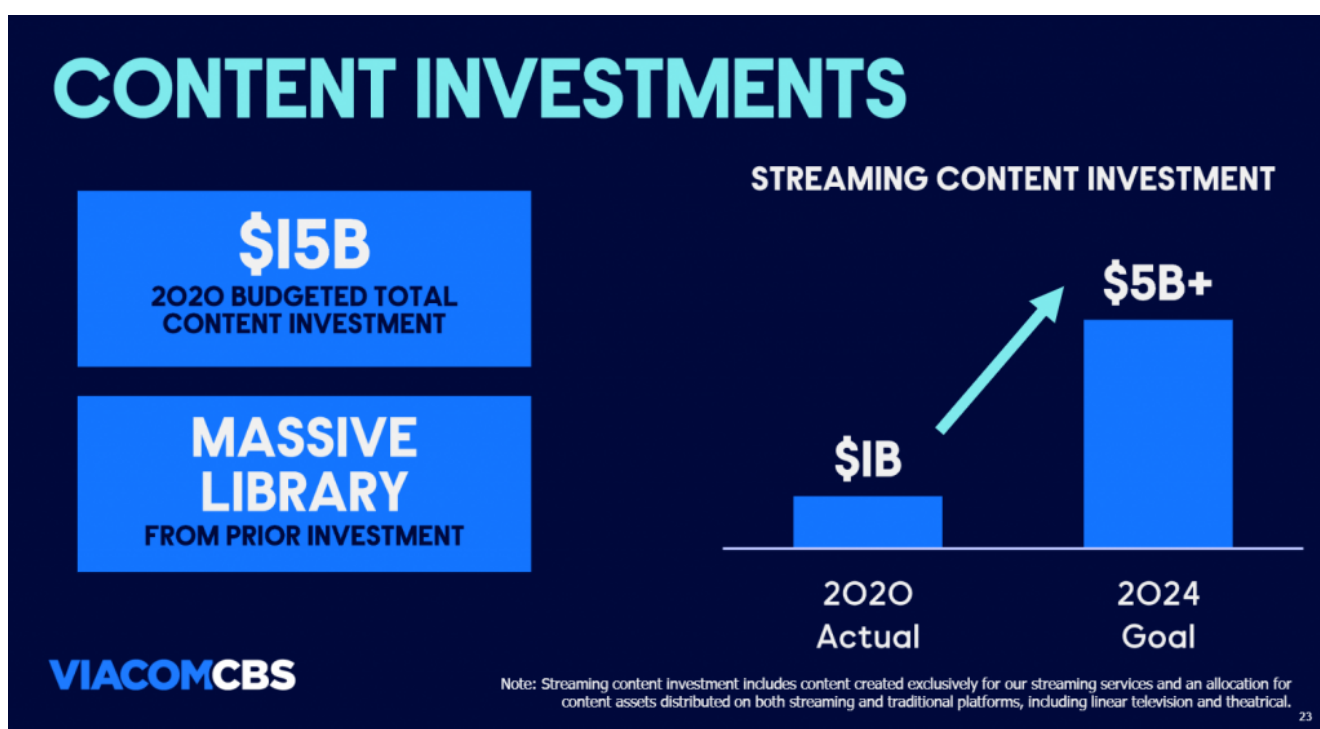 CONTENT INVESTMENTS
$15B
2020 BUDGETED TOTAL
CONTENT INVESTMENT
MASSIVE
LIBRARY
FROM PRIOR INVESTMENT
STREAMING CONTENT INVESTMENT
$1B
$5B+
2020
Actual
2024
Goal
VIACOMCBS
Note: Streaming content investment includes content created exclusively for our streaming services and an allocation for
content assets distributed on both streaming and traditional platforms, including linear television and theatrical.
23